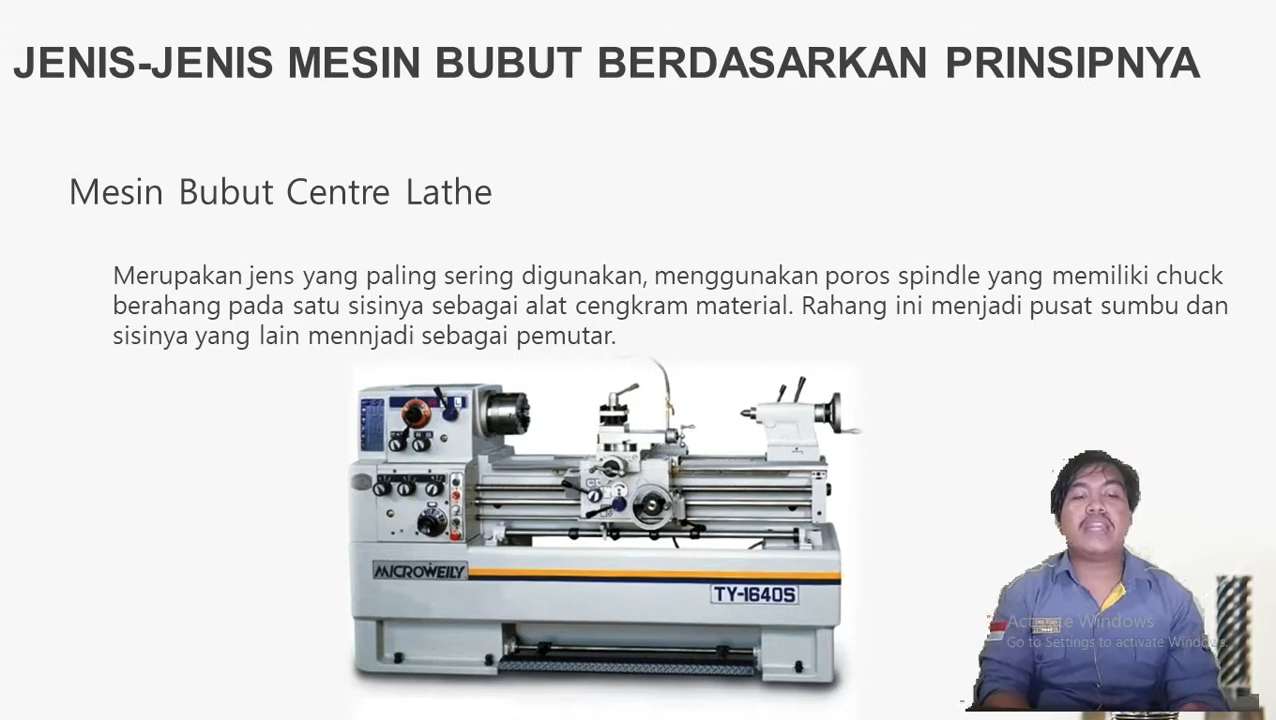 JENIS-JENIS MESIN BUBUT BERDASARKAN PRINSIPNYA
Mesin Bubut Centre Lathe
Merupakan jens yang paling sering digunakan, menggunakan poros spindle yang memiliki chuck
berahang pada satu sisinya sebagai alat cengkram material. Rahang ini menjadi pusat sumbu dan
sisinya yang lain mennjadi sebagai pemutar.
MICROWEILY
TY-1640S
Activate Windows
Go to Settings to activate Windows.